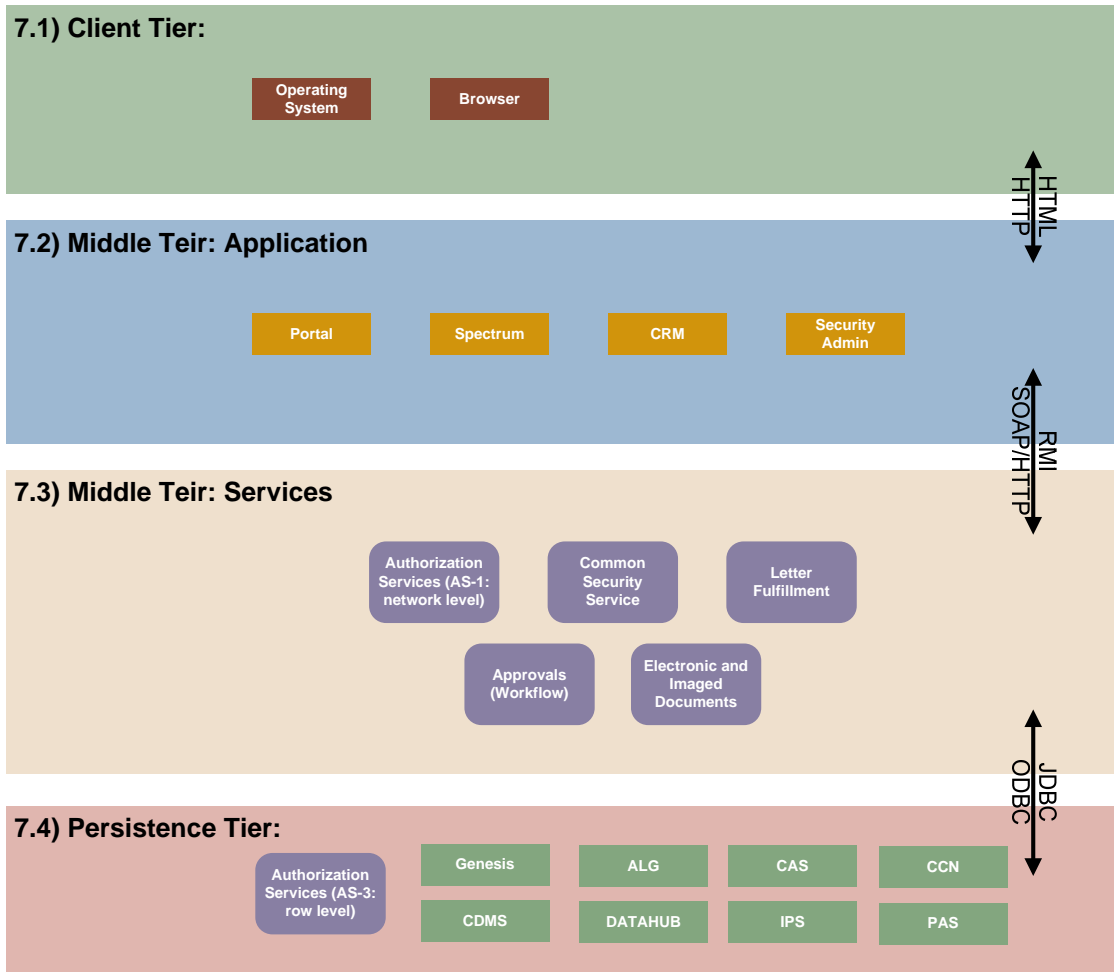 7.1) Client Tier:
Operating
System
Browser
HTML
HTTP
7.2) Middle Teir: Application
Portal
Spectrum
CRM
Security
Admin
RMI
SOAP/HTTP
7.3) Middle Teir: Services
Authorization
Services (AS-1:
network level)
Common
Security
Service
Letter
Fulfillment
Approvals
(Workflow)
Electronic and
Imaged
Documents
JDBC
ODBC
7.4) Persistence Tier:
Authorization
Services (AS-3:
row level)
Genesis
ALG
CAS
CCN
CDMS
DATAHUB
IPS
PAS